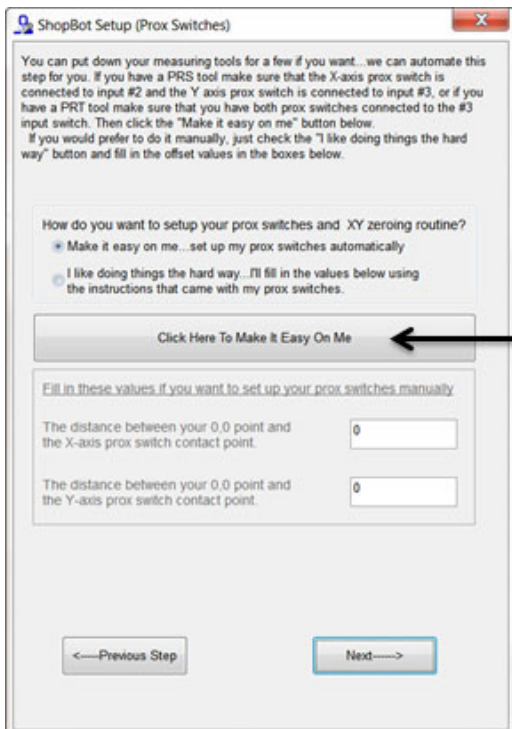 ShopBot Setup (Prox Switches)
X
You can put down your measuring tools for a few if you want...we can automate this
step for you. If you have a PRS tool make sure that the X-axis prox switch is
connected to input #2 and the Y axis prox switch is connected to input #3, or if you
have a PRT tool make sure that you have both prox switches connected to the #3
input switch. Then click the "Make it easy on me" button below.
If you would prefer to do it manually, just check the "I like doing things the hard
way" button and fill in the offset values in the boxes below.
How do you want to setup your prox switches and XY zeroing routine?
Make it easy on me...set up my prox switches automatically
I like doing things the hard way...I'll fill in the values below using
the instructions that came with my prox switches.
Click Here To Make It Easy On Me
Fill in these values if you want to set up your prox switches manually
The distance between your 0,0 point and
the X-axis prox switch contact point.
0
The distance between your 0,0 point and
the Y-axis prox switch contact point.
0
<----Previous Step
Next----->